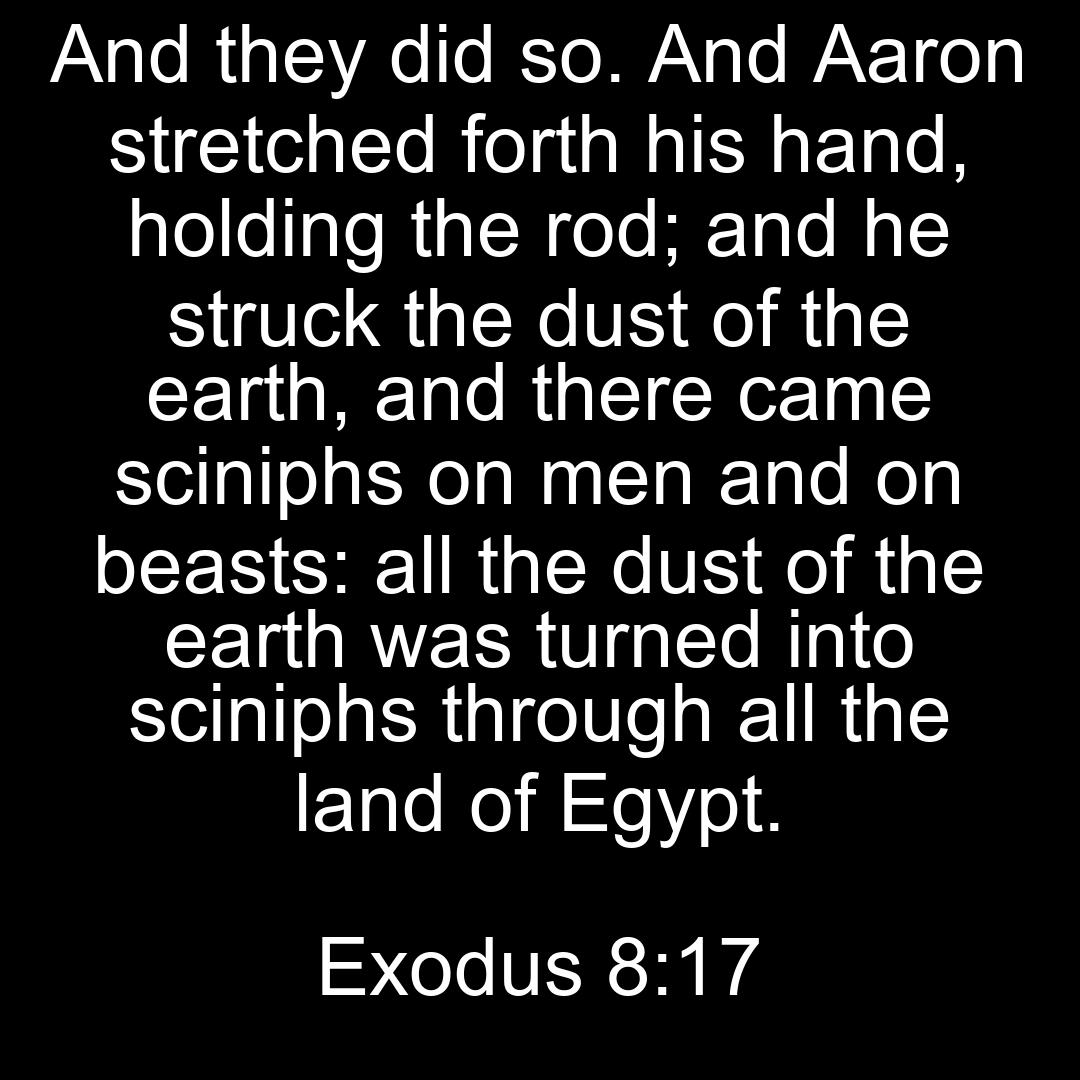 And they did so. And Aaron
stretched forth his hand,
holding the rod; and he
struck the dust of the
earth, and there came
sciniphs on men and on
beasts: all the dust of the
earth was turned into
sciniphs through all the
land of Egypt.
Exodus 8:17